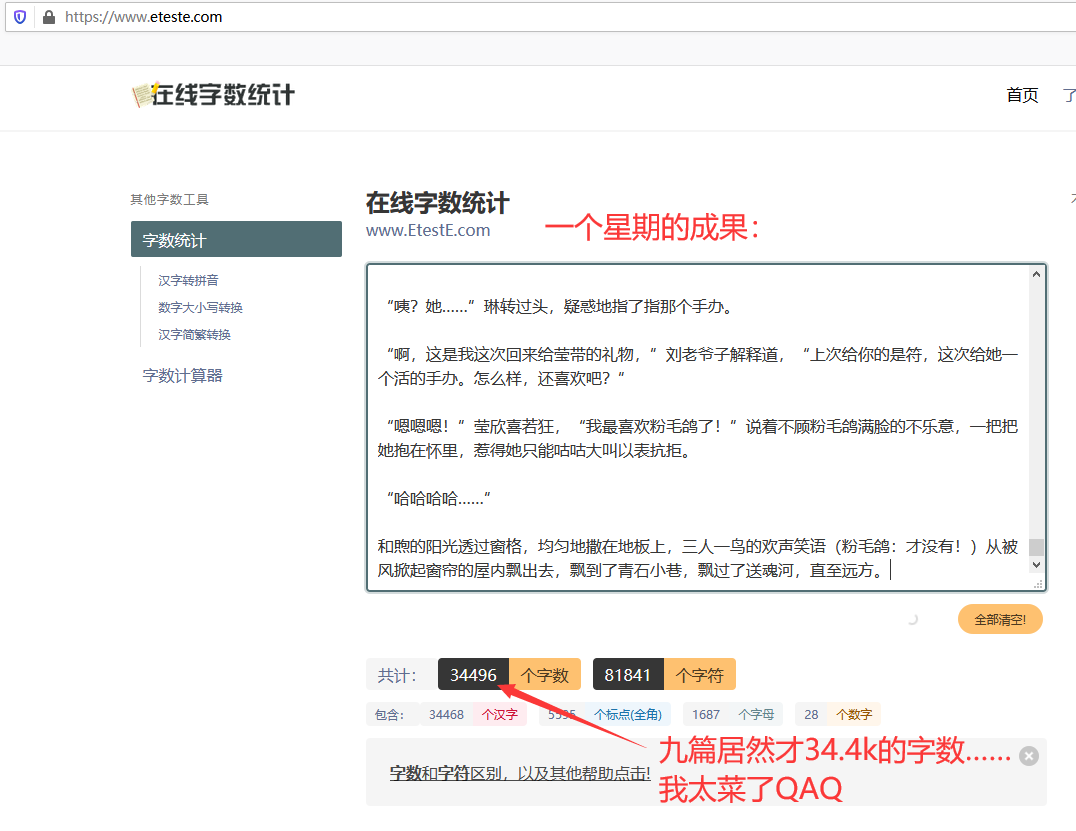 https://www.eteste.com
在线字数统计
首页
其他字数工具
字数统计
汉字转拼音
数字大小写转换
汉字简繁转换
字数计算器
在线字数统计
www.EtestE.com
一个星期的成果：
“咦？她……”琳转过头，疑惑地指了指那个手办。
“啊，这是我这次回来给莹带的礼物，”刘老爷子解释道，“上次给你的是符，这次给她一
个活的手办。怎么样，还喜欢吧？”
“嗯嗯嗯！”莹欣喜若狂，“我最喜欢粉毛鸽了！”说着不顾粉毛鸽满脸的不乐意，一把把
她抱在怀里，惹得她只能咕咕大叫以表抗拒。
“哈哈哈哈……”
和煦的阳光透过窗格，均匀地撒在地板上，三人一鸟的欢声笑语（粉毛鸽：才没有！）从被
风掀起窗帘的屋内飘出去，飘到了青石小巷，飘过了送魂河，直至远方。
全部清空!
共计： 34496 个字数 81841 个字符
包含： 34468 个汉字 5595 个标点(全角) 1687 个字母 28 个数字
字数和字符区别，以及其他帮助点击!
九篇居然才34.4k的字数……
我太菜了QAQ